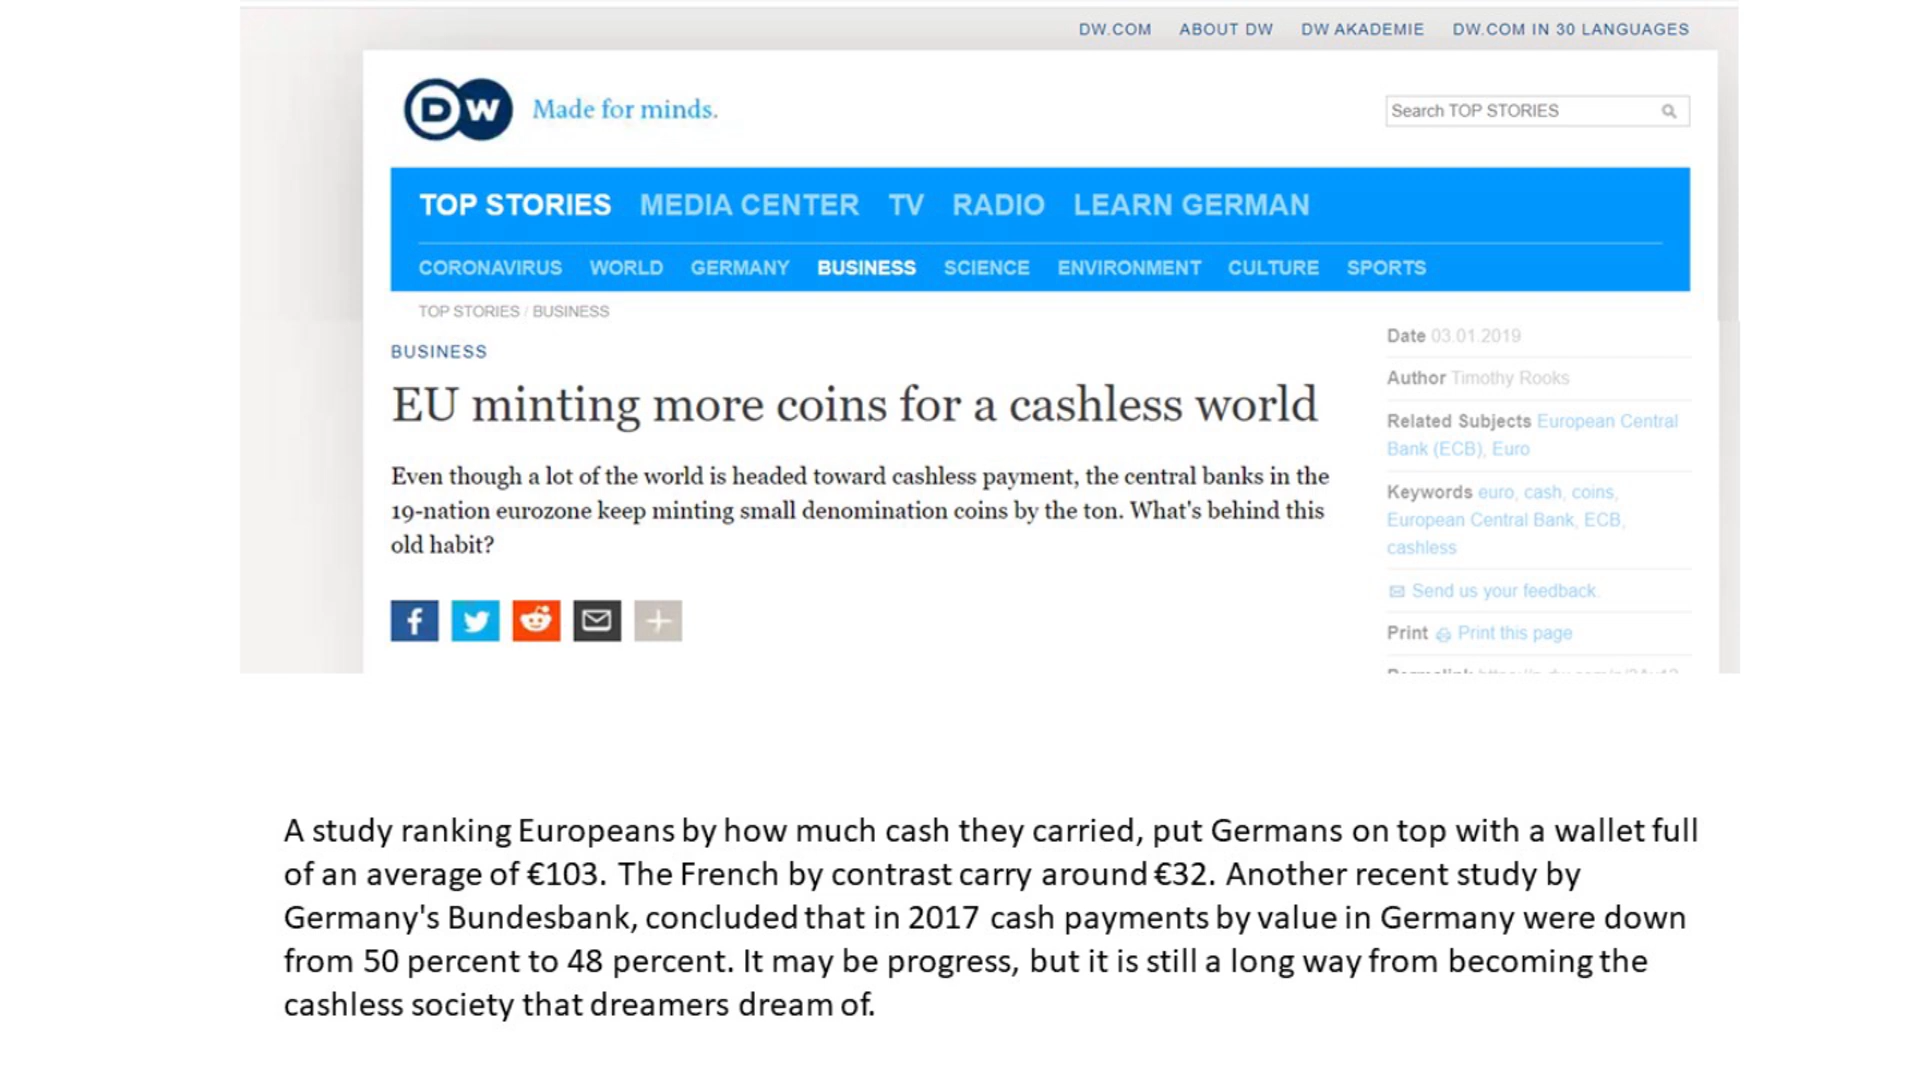 DW.COM ABOUT DW DW AKADEMIE DW.COM IN 30 LANGUAGES
DW Made for minds.
Search TOP STORIES
TOP STORIES MEDIA CENTER TV RADIO LEARN GERMAN
CORONAVIRUS WORLD GERMANY BUSINESS SCIENCE ENVIRONMENT CULTURE SPORTS
TOP STORIES / BUSINESS
BUSINESS
EU minting more coins for a cashless world
Even though a lot of the world is headed toward cashless payment, the central banks in the
19-nation eurozone keep minting small denomination coins by the ton. What's behind this
old habit?
Date 03.01.2019
Author Timothy Rooks
Related Subjects European Central
Bank (ECB), Euro
Keywords euro, cash, coins,
European Central Bank, ECB,
cashless
Send us your feedback.
Print Print this page
A study ranking Europeans by how much cash they carried, put Germans on top with a wallet full
of an average of €103. The French by contrast carry around €32. Another recent study by
Germany's Bundesbank, concluded that in 2017 cash payments by value in Germany were down
from 50 percent to 48 percent. It may be progress, but it is still a long way from becoming the
cashless society that dreamers dream of.